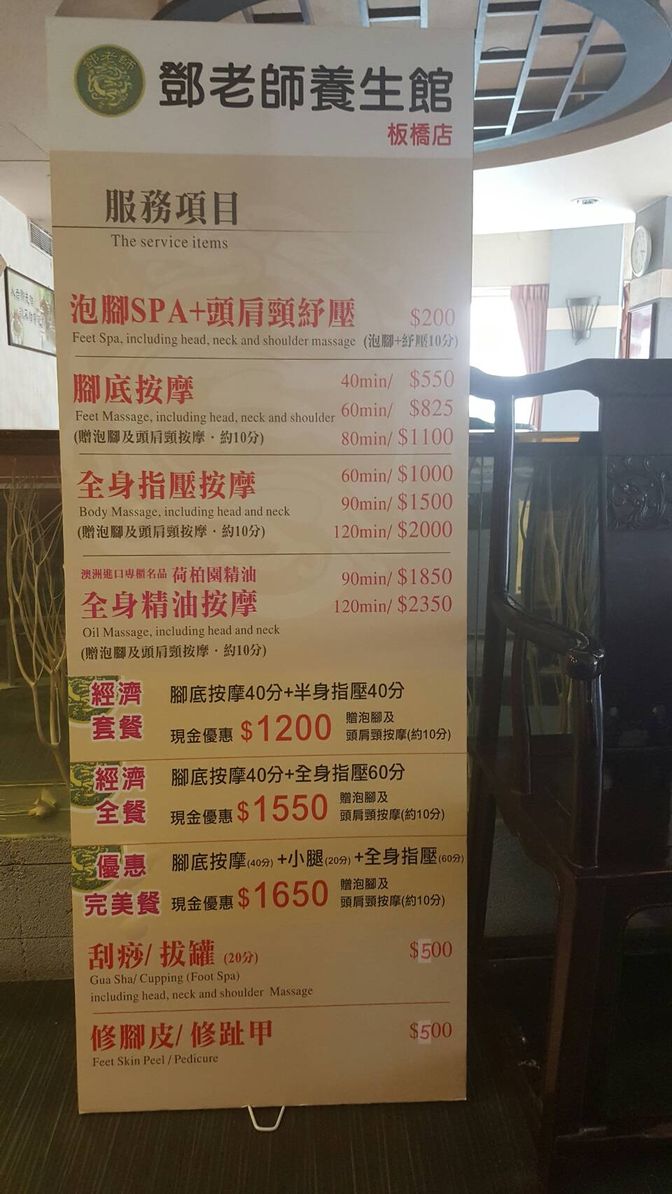 鄧老師
鄧老師養生館
板橋店
服務項目
The service items
泡腳SPA+頭肩頸紓壓 $200
Feet Spa, including head, neck and shoulder massage (泡腳+紓壓10分)
腳底按摩 40min/ $550
Feet Massage, including head, neck and shoulder 60min/ $825
(贈泡腳及頭肩頸按摩‧約10分) 80min/ $1100
全身指壓按摩 60min/ $1000
Body Massage, including head and neck 90min/ $1500
(贈泡腳及頭肩頸按摩‧約10分) 120min/ $2000
澳洲進口專櫃名品 荷柏園精油 90min/ $1850
全身精油按摩 120min/ $2350
Oil Massage, including head and neck
(贈泡腳及頭肩頸按摩‧約10分)
經濟 腳底按摩40分+半身指壓40分
套餐 現金優惠 $1200 贈泡腳及
頭肩頸按摩(約10分)
經濟 腳底按摩40分+全身指壓60分
全餐 現金優惠 $1550 贈泡腳及
頭肩頸按摩(約10分)
優惠 腳底按摩(40分)+小腿(20分)+全身指壓(60分)
完美餐 現金優惠 $1650 贈泡腳及
頭肩頸按摩(約10分)
刮痧/ 拔罐 (20分) $500
Gua Sha/ Cupping (Foot Spa)
including head, neck and shoulder Massage
修腳皮/ 修趾甲 $500
Feet Skin Peel / Pedicure